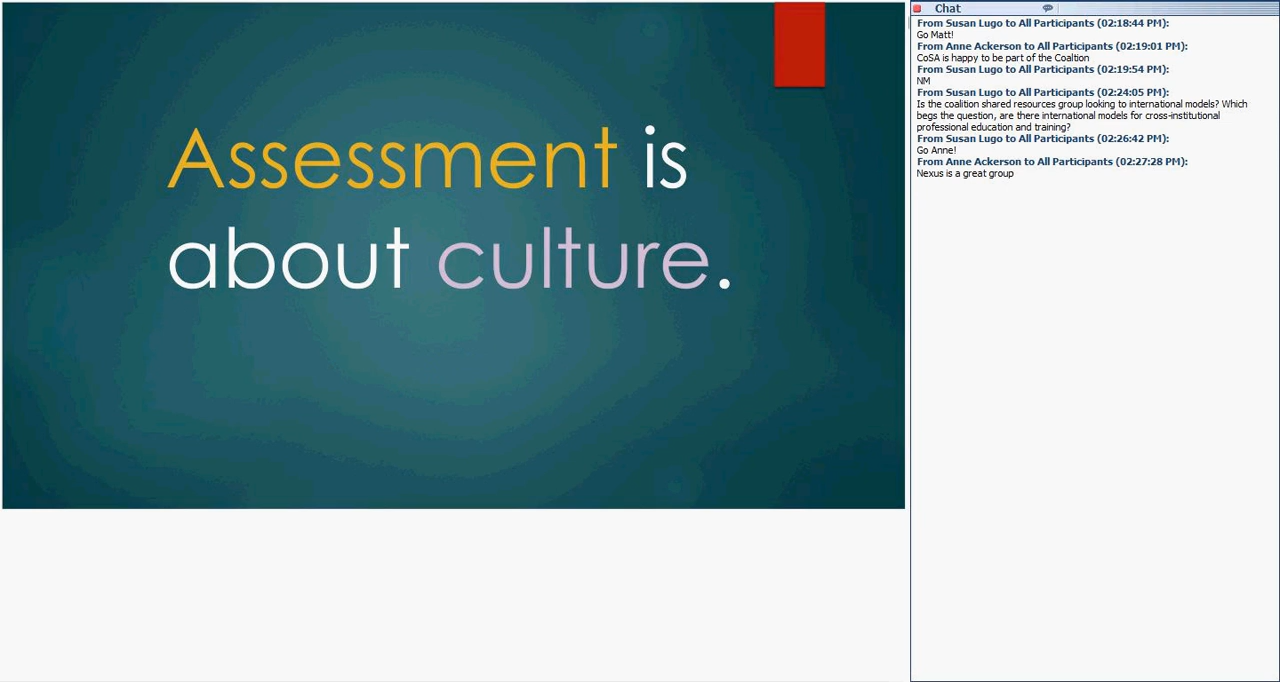 Assessment is
about culture.
Chat
From Susan Lugo to All Participants (02:18:44 PM):
Go Matt!
From Anne Ackerson to All Participants (02:19:01 PM):
CoSA is happy to be part of the Coalition
From Susan Lugo to All Participants (02:19:54 PM):
NM
From Susan Lugo to All Participants (02:24:05 PM):
Is the coalition shared resources group looking to international models? Which
begs the question, are there international models for cross-institutional
professional education and training?
From Susan Lugo to All Participants (02:26:42 PM):
Go Anne!
From Anne Ackerson to All Participants (02:27:28 PM):
Nexus is a great group